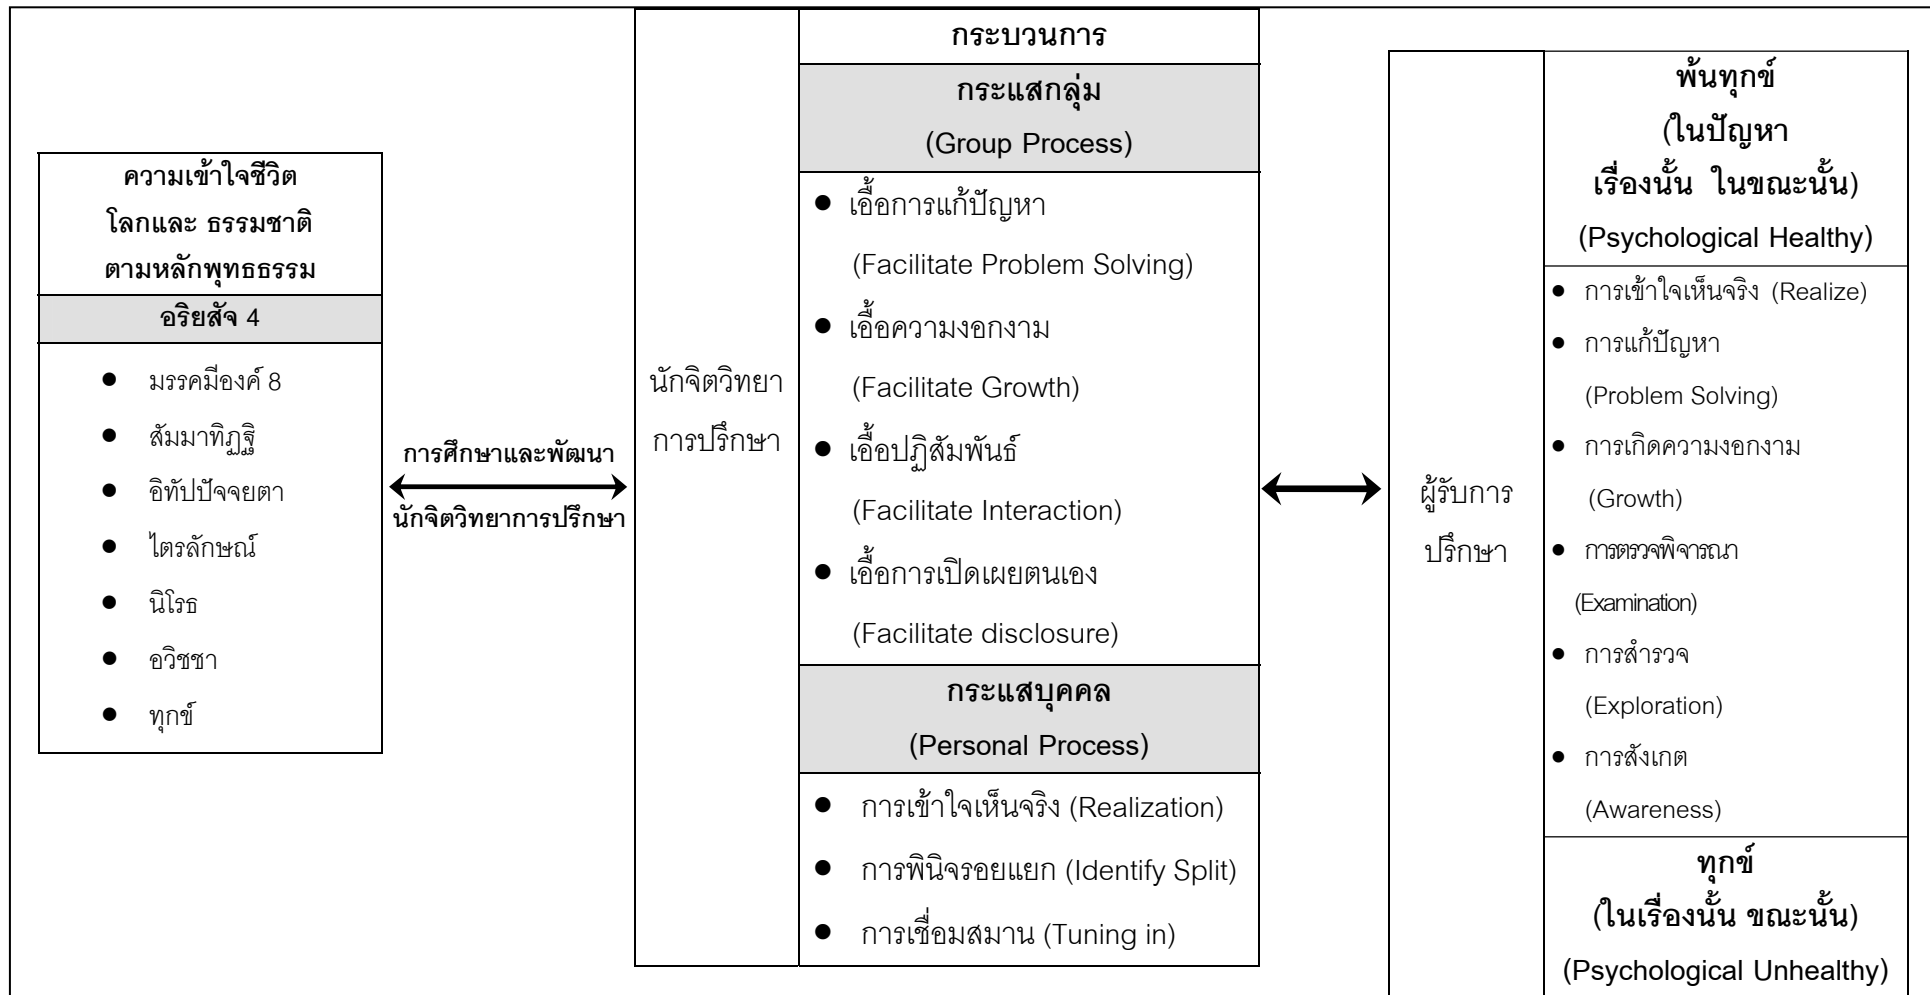 ความเข้าใจชีวิต
โลกและ ธรรมชาติ
ตามหลักพุทธธรรม
อริยสัจ 4
● มรรคมีองค์ 8
● สัมมาทิฏฐิ
● อิทัปปัจจยตา
● ไตรลักษณ์
● นิโรธ
● อวิชชา
● ทุกข์
การศึกษาและพัฒนา
นักจิตวิทยาการปรึกษา
นักจิตวิทยา
การปรึกษา
กระบวนการ
กระแสกลุ่ม
(Group Process)
● เอื้อการแก้ปัญหา
(Facilitate Problem Solving)
● เอื้อความงอกงาม
(Facilitate Growth)
● เอื้อปฏิสัมพันธ์
(Facilitate Interaction)
● เอื้อการเปิดเผยตนเอง
(Facilitate disclosure)
กระแสบุคคล
(Personal Process)
● การเข้าใจเห็นจริง (Realization)
● การพินิจรอยแยก (Identify Split)
● การเชื่อมสมาน (Tuning in)
ผู้รับการ
ปรึกษา
พ้นทุกข์
(ในปัญหา
เรื่องนั้น ในขณะนั้น)
(Psychological Healthy)
● การเข้าใจเห็นจริง (Realize)
● การแก้ปัญหา
(Problem Solving)
● การเกิดความงอกงาม
(Growth)
● การตรวจพิจารณา
(Examination)
● การสำรวจ
(Exploration)
● การสังเกต
(Awareness)
ทุกข์
(ในเรื่องนั้น ขณะนั้น)
(Psychological Unhealthy)